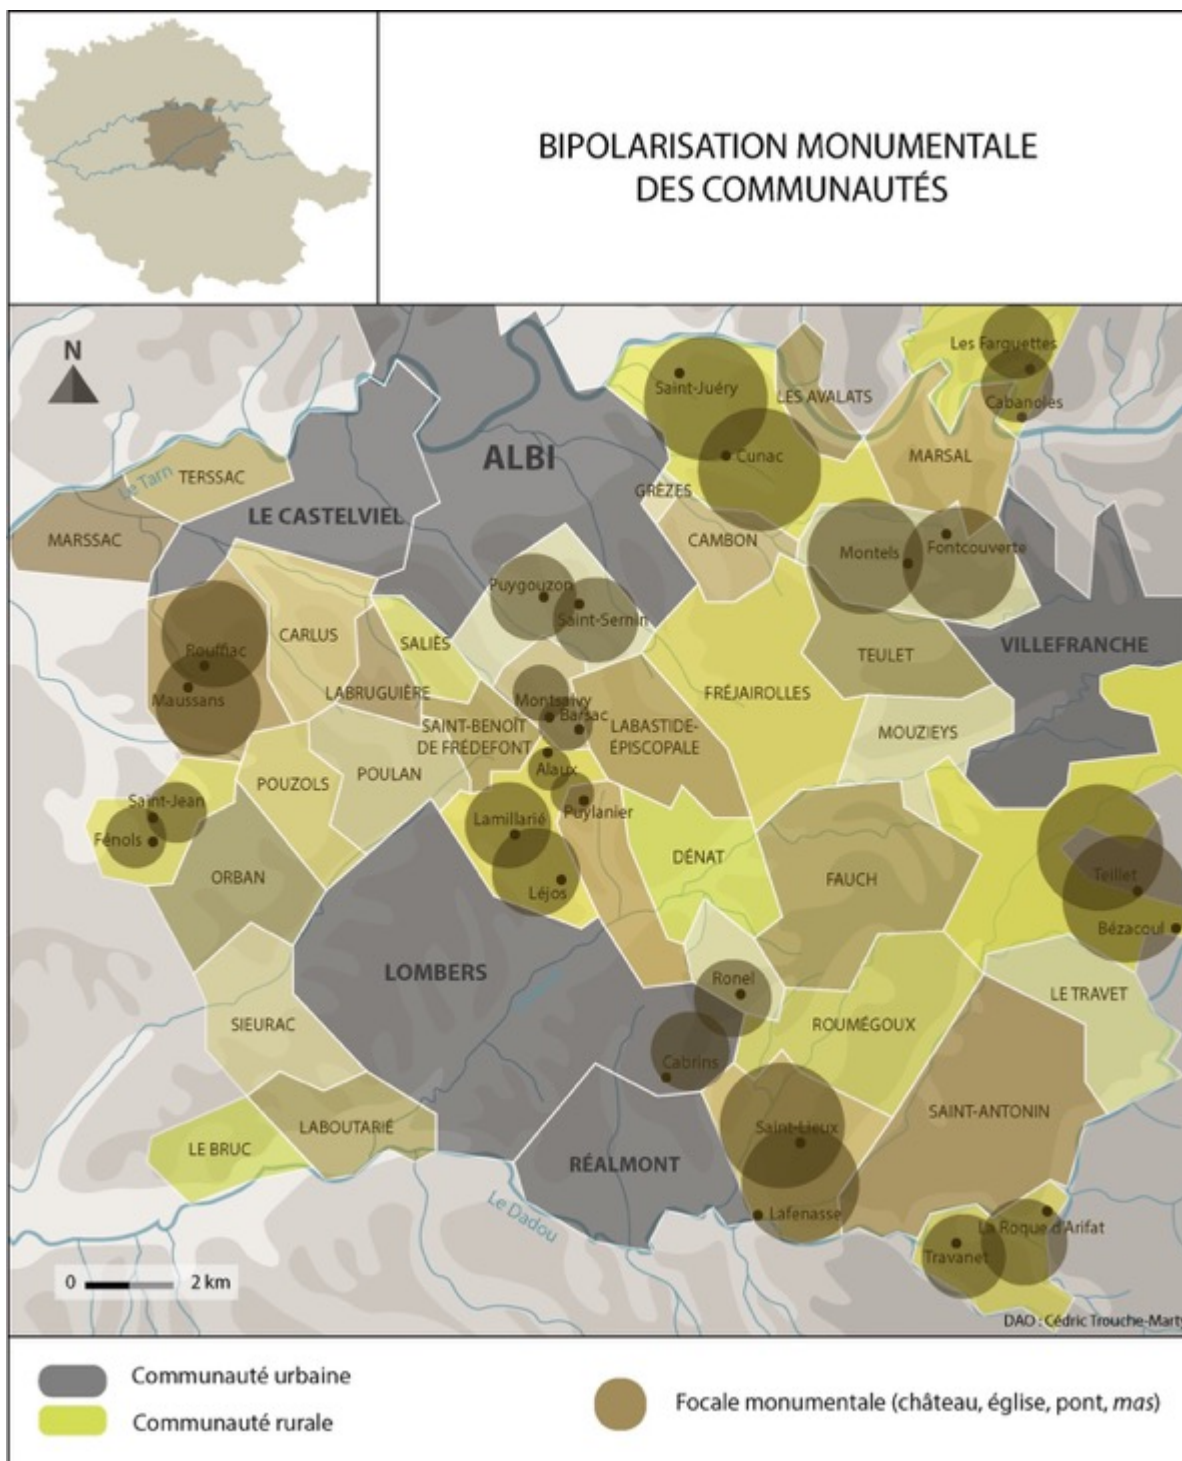 BIPOLARISATION MONUMENTALE
DES COMMUNAUTÉS
N
Les Farguettes
Saint-Juéry
LES AVALATS
Cabanoles
ALBI
Cunac
MARSAL
TERSSAC
Le Tarn
GRÈZES
LE CASTELVIEL
MARSSAC
CAMBON
Montels
Fontcouverte
Puygouzon
Saint-Sernin
CARLUS
SALIÈS
VILLEFRANCHE
Rouffiac
TEULET
Maussans
LABRUGUIÈRE
FRÉJAIROLLES
Montsalvy
Barsac
SAINT-BENOÎT
DE FRÉDEFONT
LABASTIDE-
ÉPISCOPALE
MOUZIEYS
POULAN
Alaux
POUZOLS
Saint-Jean
Puylanier
Lamillarié
Fénols
DÉNAT
ORBAN
FAUCH
Teillet
Léjos
Bézacoul
LOMBERS
Ronel
LE TRAVET
SIEURAC
ROUMÉGOUX
Cabrins
SAINT-ANTONIN
LABOUTARIÉ
Saint-Lieux
LE BRUC
RÉALMONT
Le Dadou
Lafenasse
La Roque d'Arifat
Travanet
0 2 km
DAO : Cédric Trouche-Marty
Communauté urbaine
Communauté rurale
Focale monumentale (château, église, pont, mas)